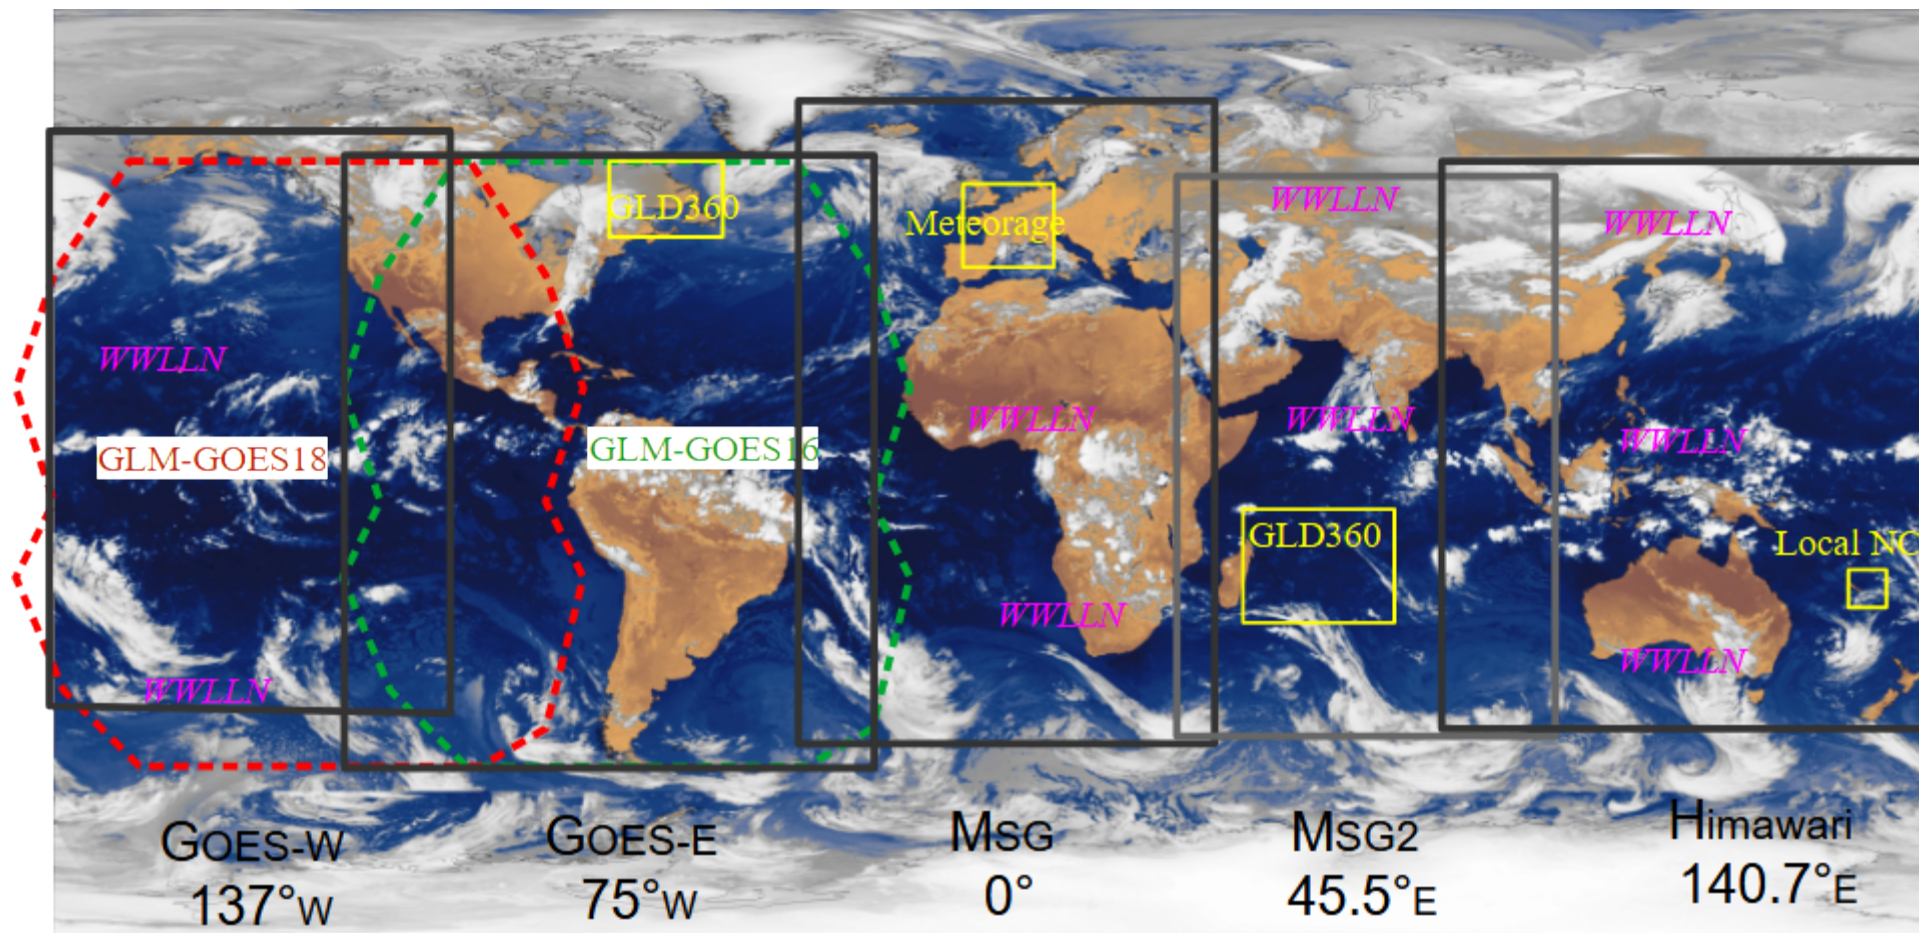 GLD360
Meteorage
WWLLN
WWLLN
WWLLN
WWLLN
WWLLN
WWLLN
GLM-GOES18
GLM-GOES16
GLD360
Local NC
WWLLN
WWLLN
WWLLN
GOES-W
137°W
GOES-E
75°W
MSG
0°
MSG2
45.5°E
Himawari
140.7°E